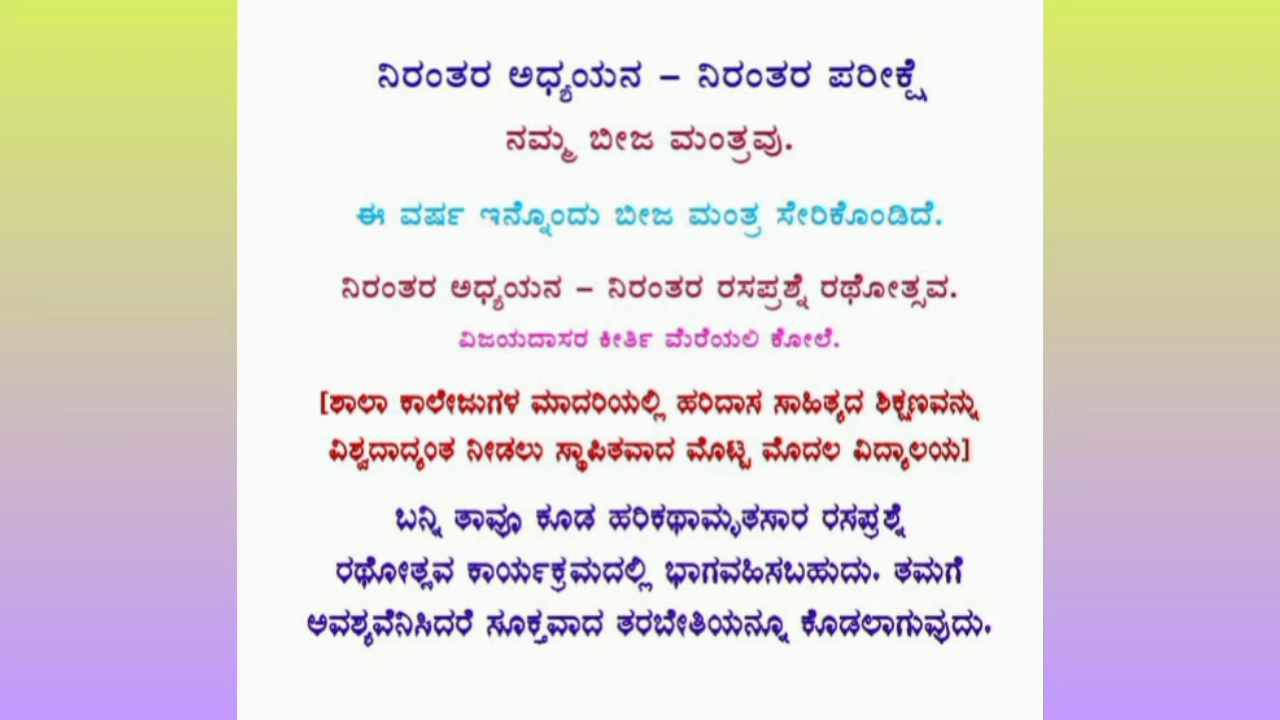 ನಿರಂತರ ಅಧ್ಯಯನ – ನಿರಂತರ ಪರೀಕ್ಷೆ
ನಮ್ಮ ಬೀಜ ಮಂತ್ರವು.
ಈ ವರ್ಷ ಇನ್ನೊಂದು ಬೀಜ ಮಂತ್ರ ಸೇರಿಕೊಂಡಿದೆ.
ನಿರಂತರ ಅಧ್ಯಯನ – ನಿರಂತರ ರಸಪ್ರಶ್ನೆ ರಥೋತ್ಸವ.
ವಿಜಯದಾಸರ ಕೀರ್ತಿ ಮೆರೆಯಲಿ ಕೋಲೆ.
[ಶಾಲಾ ಕಾಲೇಜುಗಳ ಮಾದರಿಯಲ್ಲಿ ಹರಿದಾಸ ಸಾಹಿತ್ಯದ ಶಿಕ್ಷಣವನ್ನು
ವಿಶ್ವದಾದ್ಯಂತ ನೀಡಲು ಸ್ಥಾಪಿತವಾದ ಮೊಟ್ಟ ಮೊದಲ ವಿದ್ಯಾಲಯ]
ಬನ್ನಿ ತಾವೂ ಕೂಡ ಹರಿಕಥಾಮೃತಸಾರ ರಸಪ್ರಶ್ನೆ
ರಥೋತ್ಸವ ಕಾರ್ಯಕ್ರಮದಲ್ಲಿ ಭಾಗವಹಿಸಬಹುದು. ತಮಗೆ
ಅವಶ್ಯವೆನಿಸಿದರೆ ಸೂಕ್ತವಾದ ತರಬೇತಿಯನ್ನೂ ಕೊಡಲಾಗುವುದು.